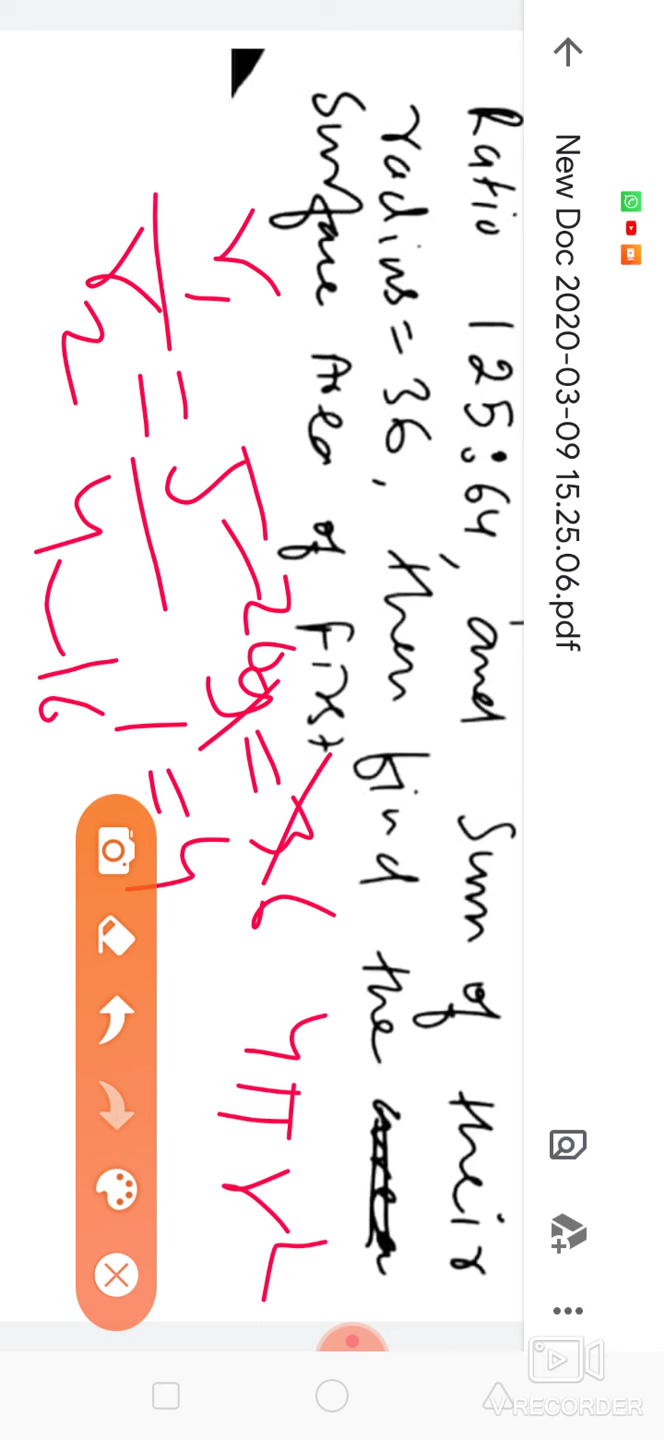 New Doc 2020-03-09 15.25.06.pdf
Ratio 125:64, and Sum of their
radius = 36, then find the
Surface Area of first
4πr²
r₁/r₂ = 5/4
VRECORDER